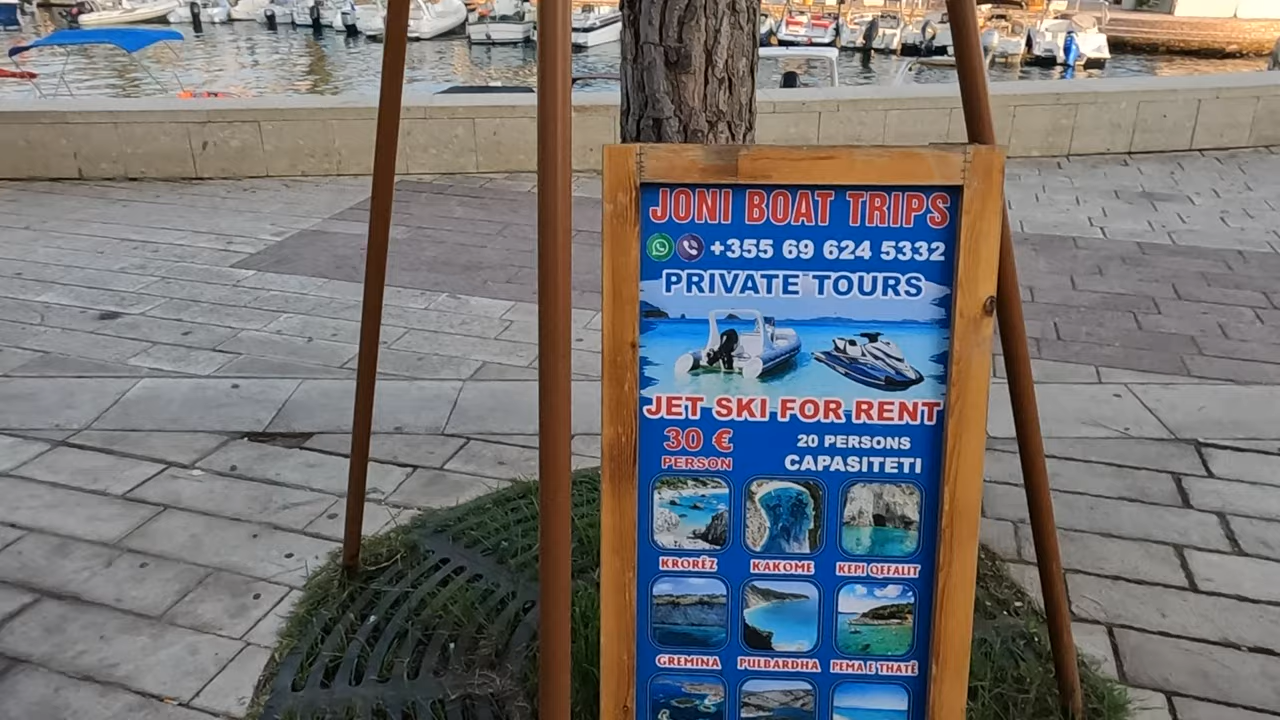 JONI BOAT TRIPS
+355 69 624 5332
PRIVATE TOURS
JET SKI FOR RENT
30 €
PERSON
20 PERSONS
CAPASITETI
KRORËZ
KAKOME
KEPI QEFALIT
GREMINA
PULBARDHA
PEMA E THATË